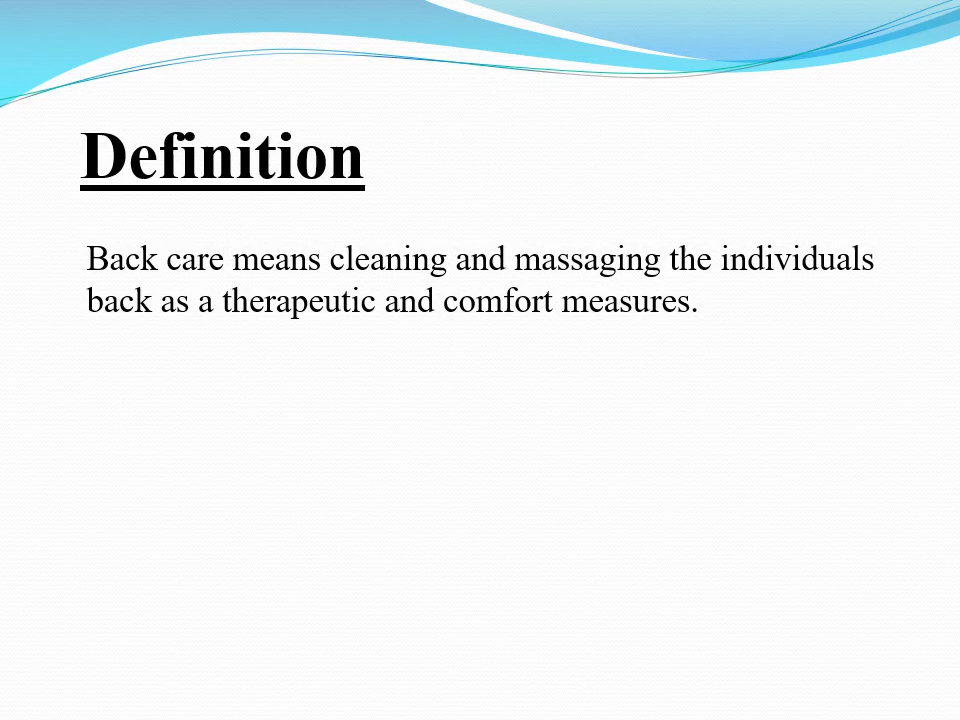 Definition
Back care means cleaning and massaging the individuals
back as a therapeutic and comfort measures.